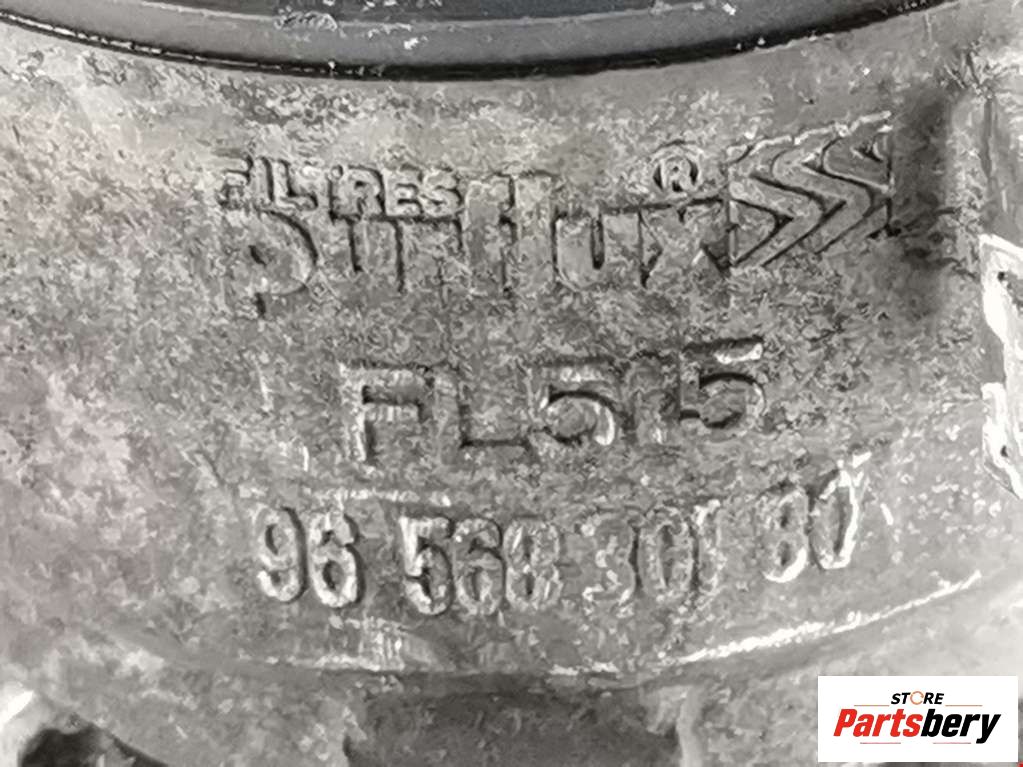 FILTRES
purflux®
FL515
96 568 301 80
STORE
Partsbery